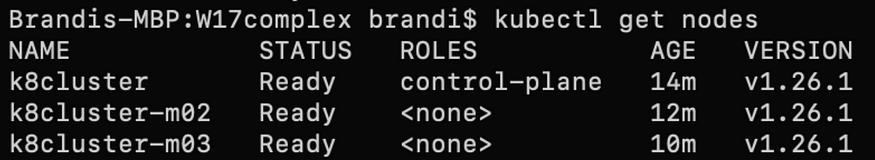 Brandis-MBP:W17complex brandi$ kubectl get nodes
NAME STATUS ROLES AGE VERSION
k8cluster Ready control-plane 14m v1.26.1
k8cluster-m02 Ready <none> 12m v1.26.1
k8cluster-m03 Ready <none> 10m v1.26.1